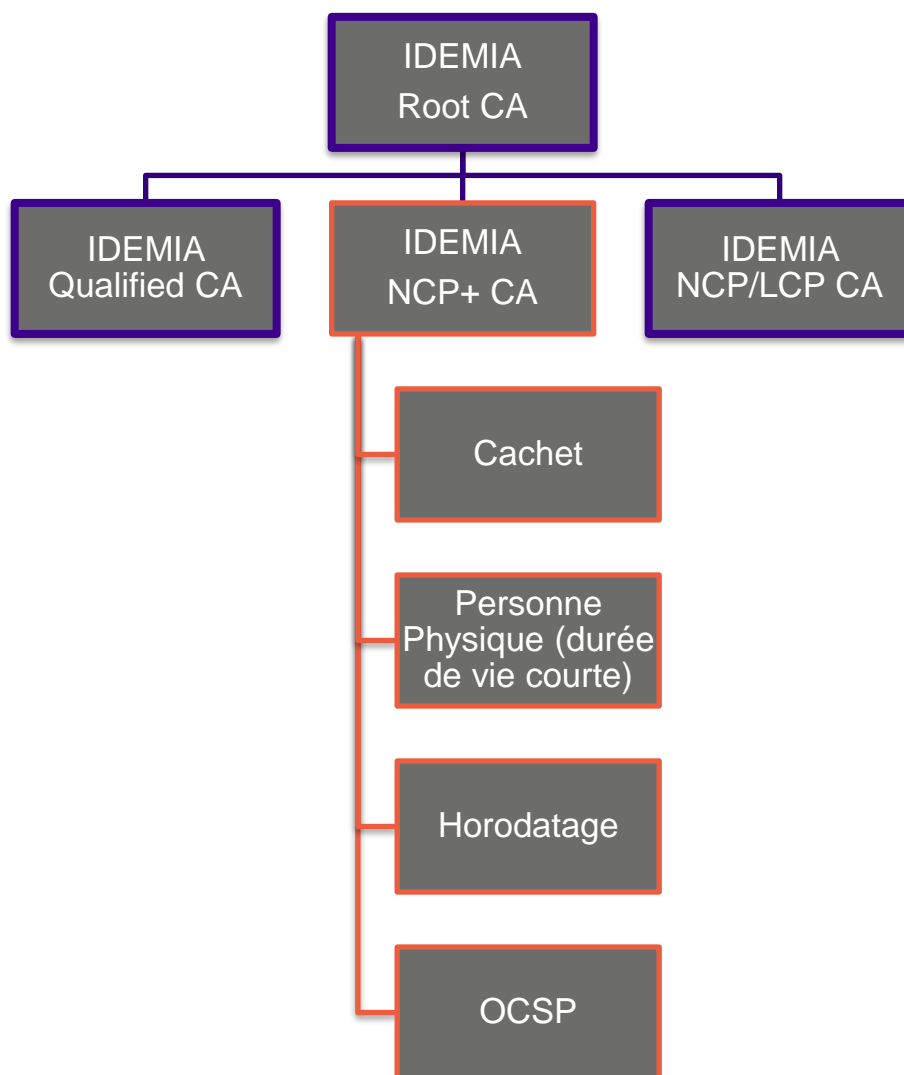 IDEMIA
Root CA
IDEMIA
Qualified CA
IDEMIA
NCP+ CA
IDEMIA
NCP/LCP CA
Cachet
Personne
Physique (durée
de vie courte)
Horodatage
OCSP